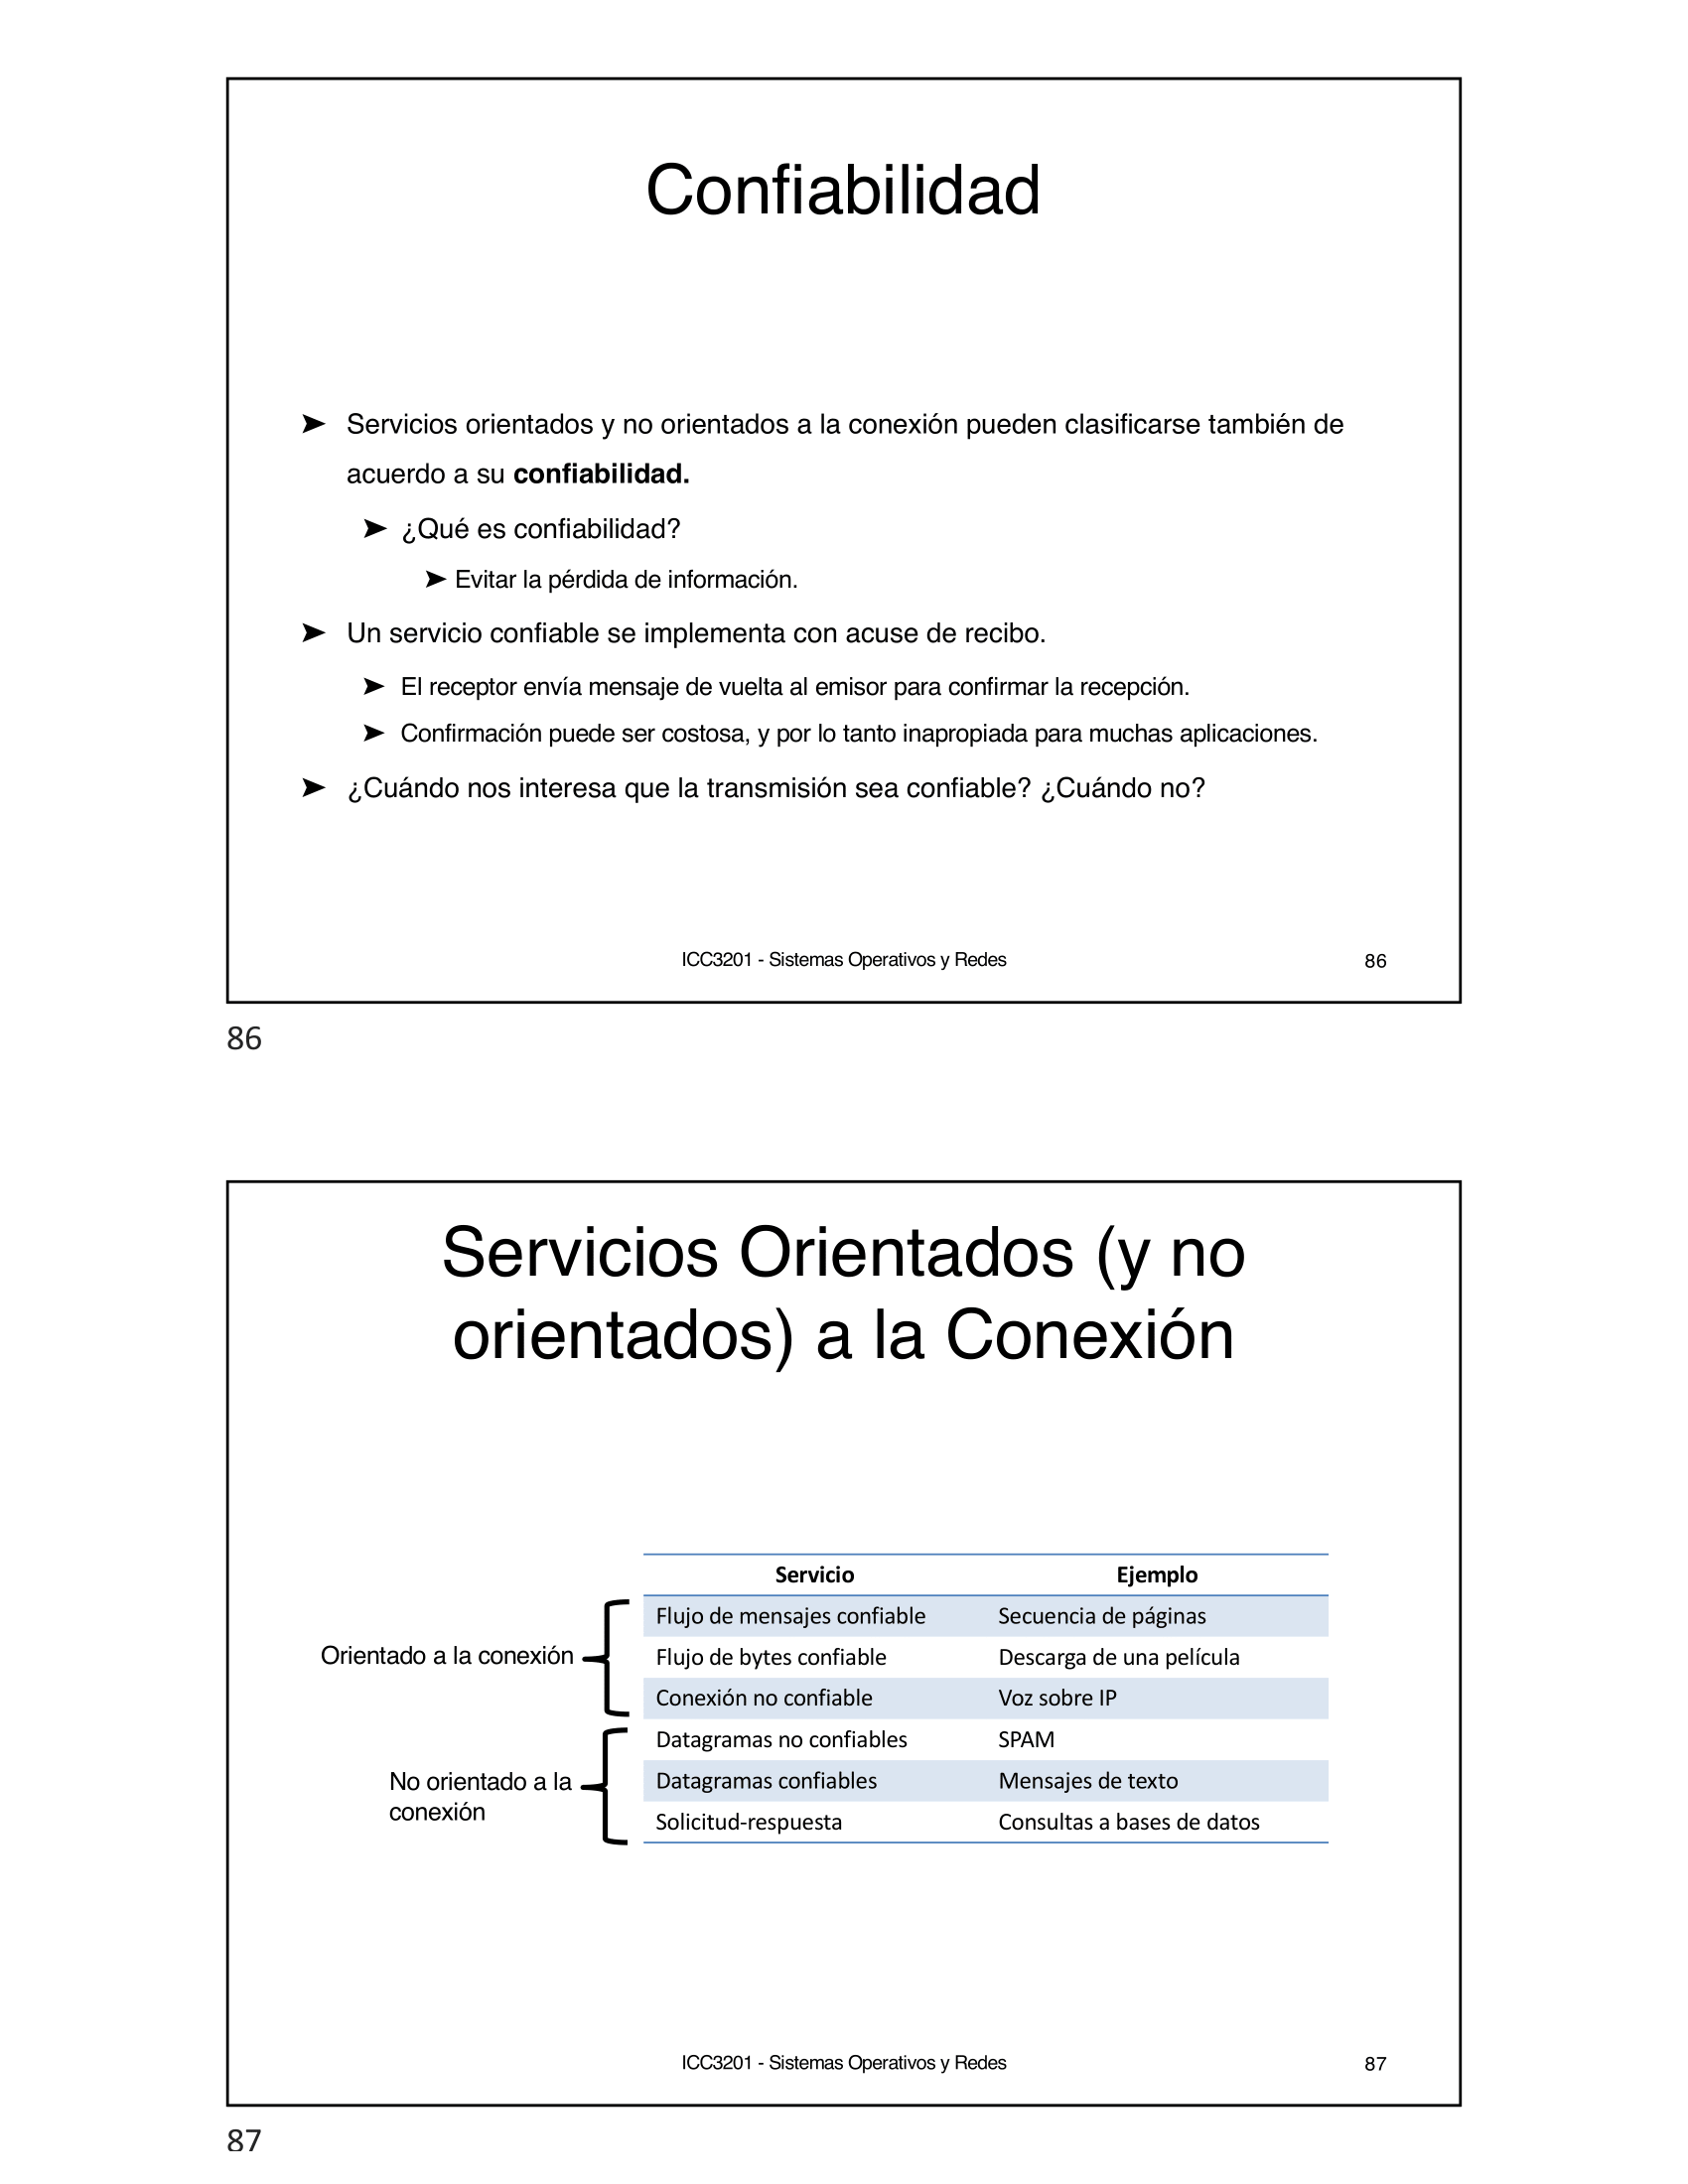 Confiabilidad
➤ Servicios orientados y no orientados a la conexión pueden clasificarse también de
acuerdo a su confiabilidad.
➤ ¿Qué es confiabilidad?
➤ Evitar la pérdida de información.
➤ Un servicio confiable se implementa con acuse de recibo.
➤ El receptor envía mensaje de vuelta al emisor para confirmar la recepción.
➤ Confirmación puede ser costosa, y por lo tanto inapropiada para muchas aplicaciones.
➤ ¿Cuándo nos interesa que la transmisión sea confiable? ¿Cuándo no?
ICC3201 - Sistemas Operativos y Redes 86
86
Servicios Orientados (y no
orientados) a la Conexión
Servicio Ejemplo
Flujo de mensajes confiable Secuencia de páginas
Orientado a la conexión Flujo de bytes confiable Descarga de una película
Conexión no confiable Voz sobre IP
Datagramas no confiables SPAM
No orientado a la Datagramas confiables Mensajes de texto
conexión Solicitud-respuesta Consultas a bases de datos
ICC3201 - Sistemas Operativos y Redes 87
87